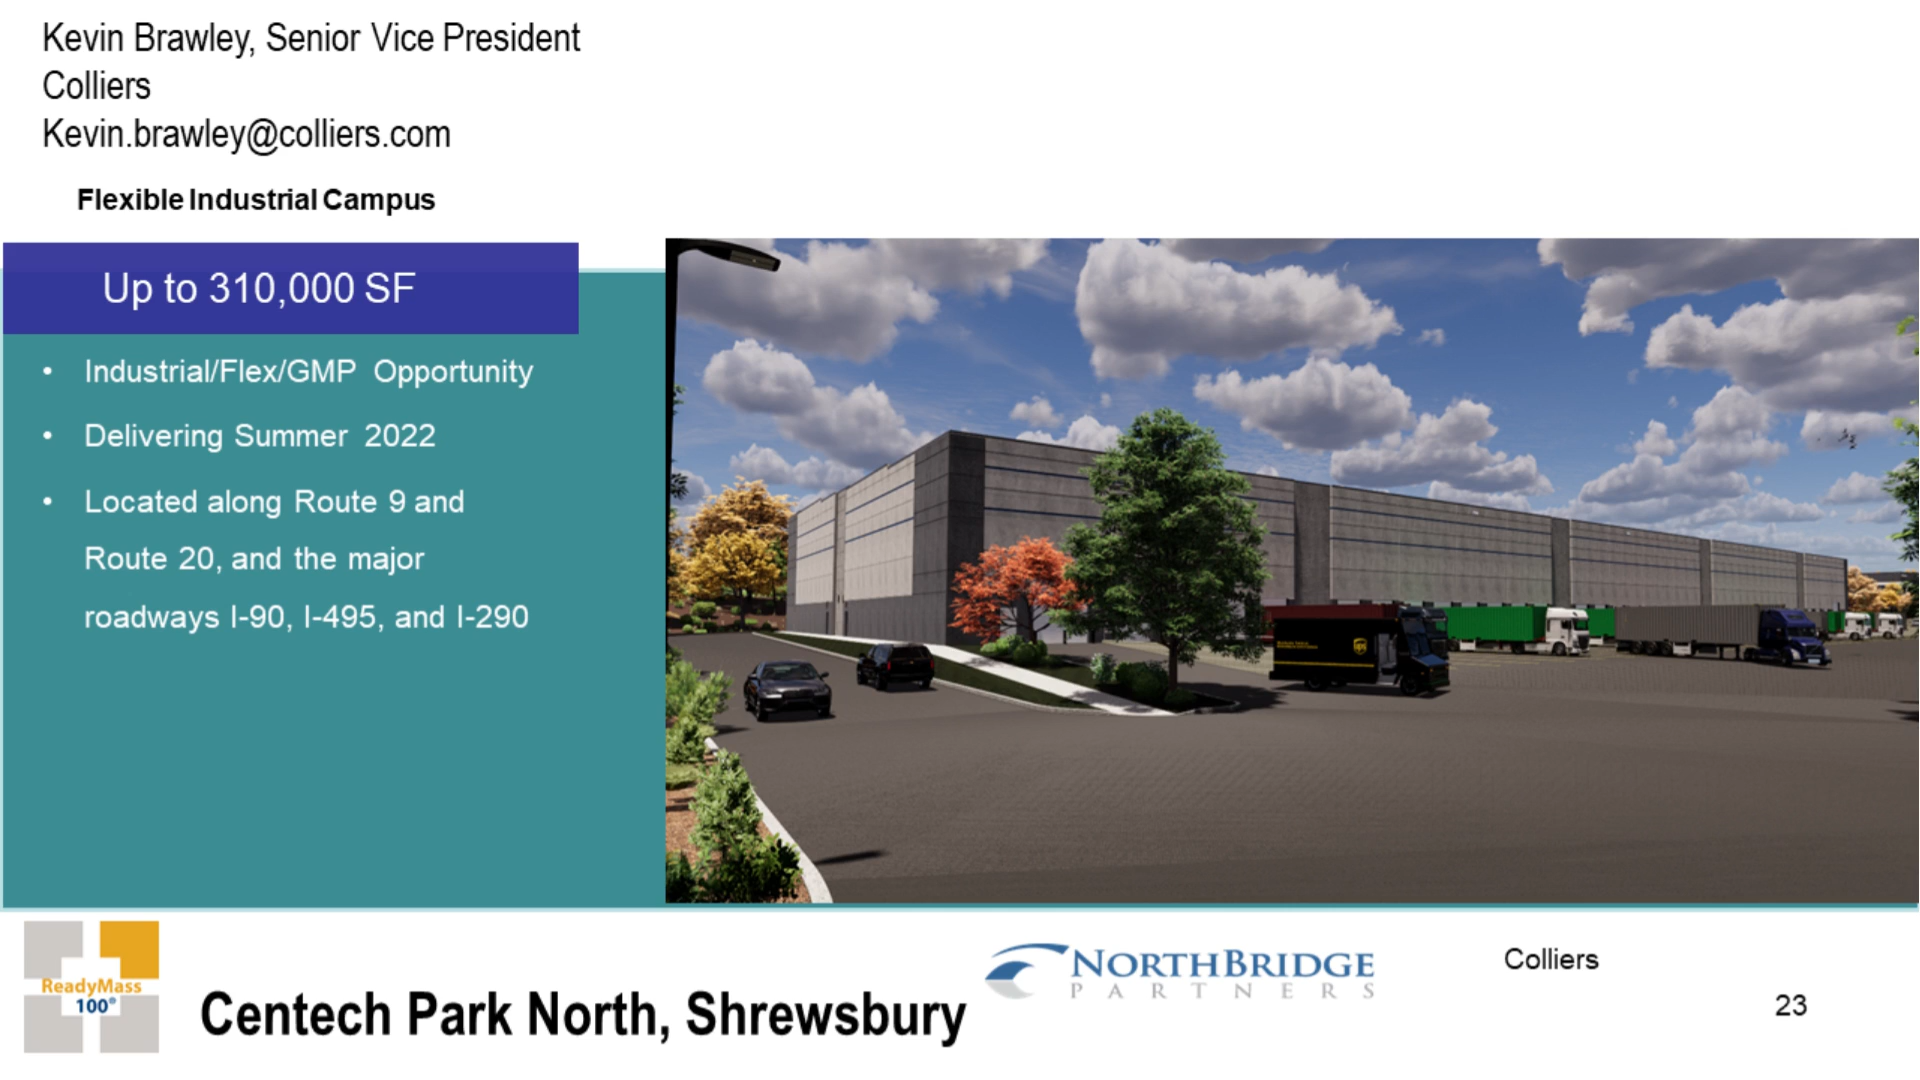 Kevin Brawley, Senior Vice President
Colliers
Kevin.brawley@colliers.com
Flexible Industrial Campus
Up to 310,000 SF
• Industrial/Flex/GMP Opportunity
• Delivering Summer 2022
• Located along Route 9 and
Route 20, and the major
roadways I-90, I-495, and I-290
ups
ReadyMass
100®
Centech Park North, Shrewsbury
NORTHBRIDGE
PARTNERS
Colliers
23